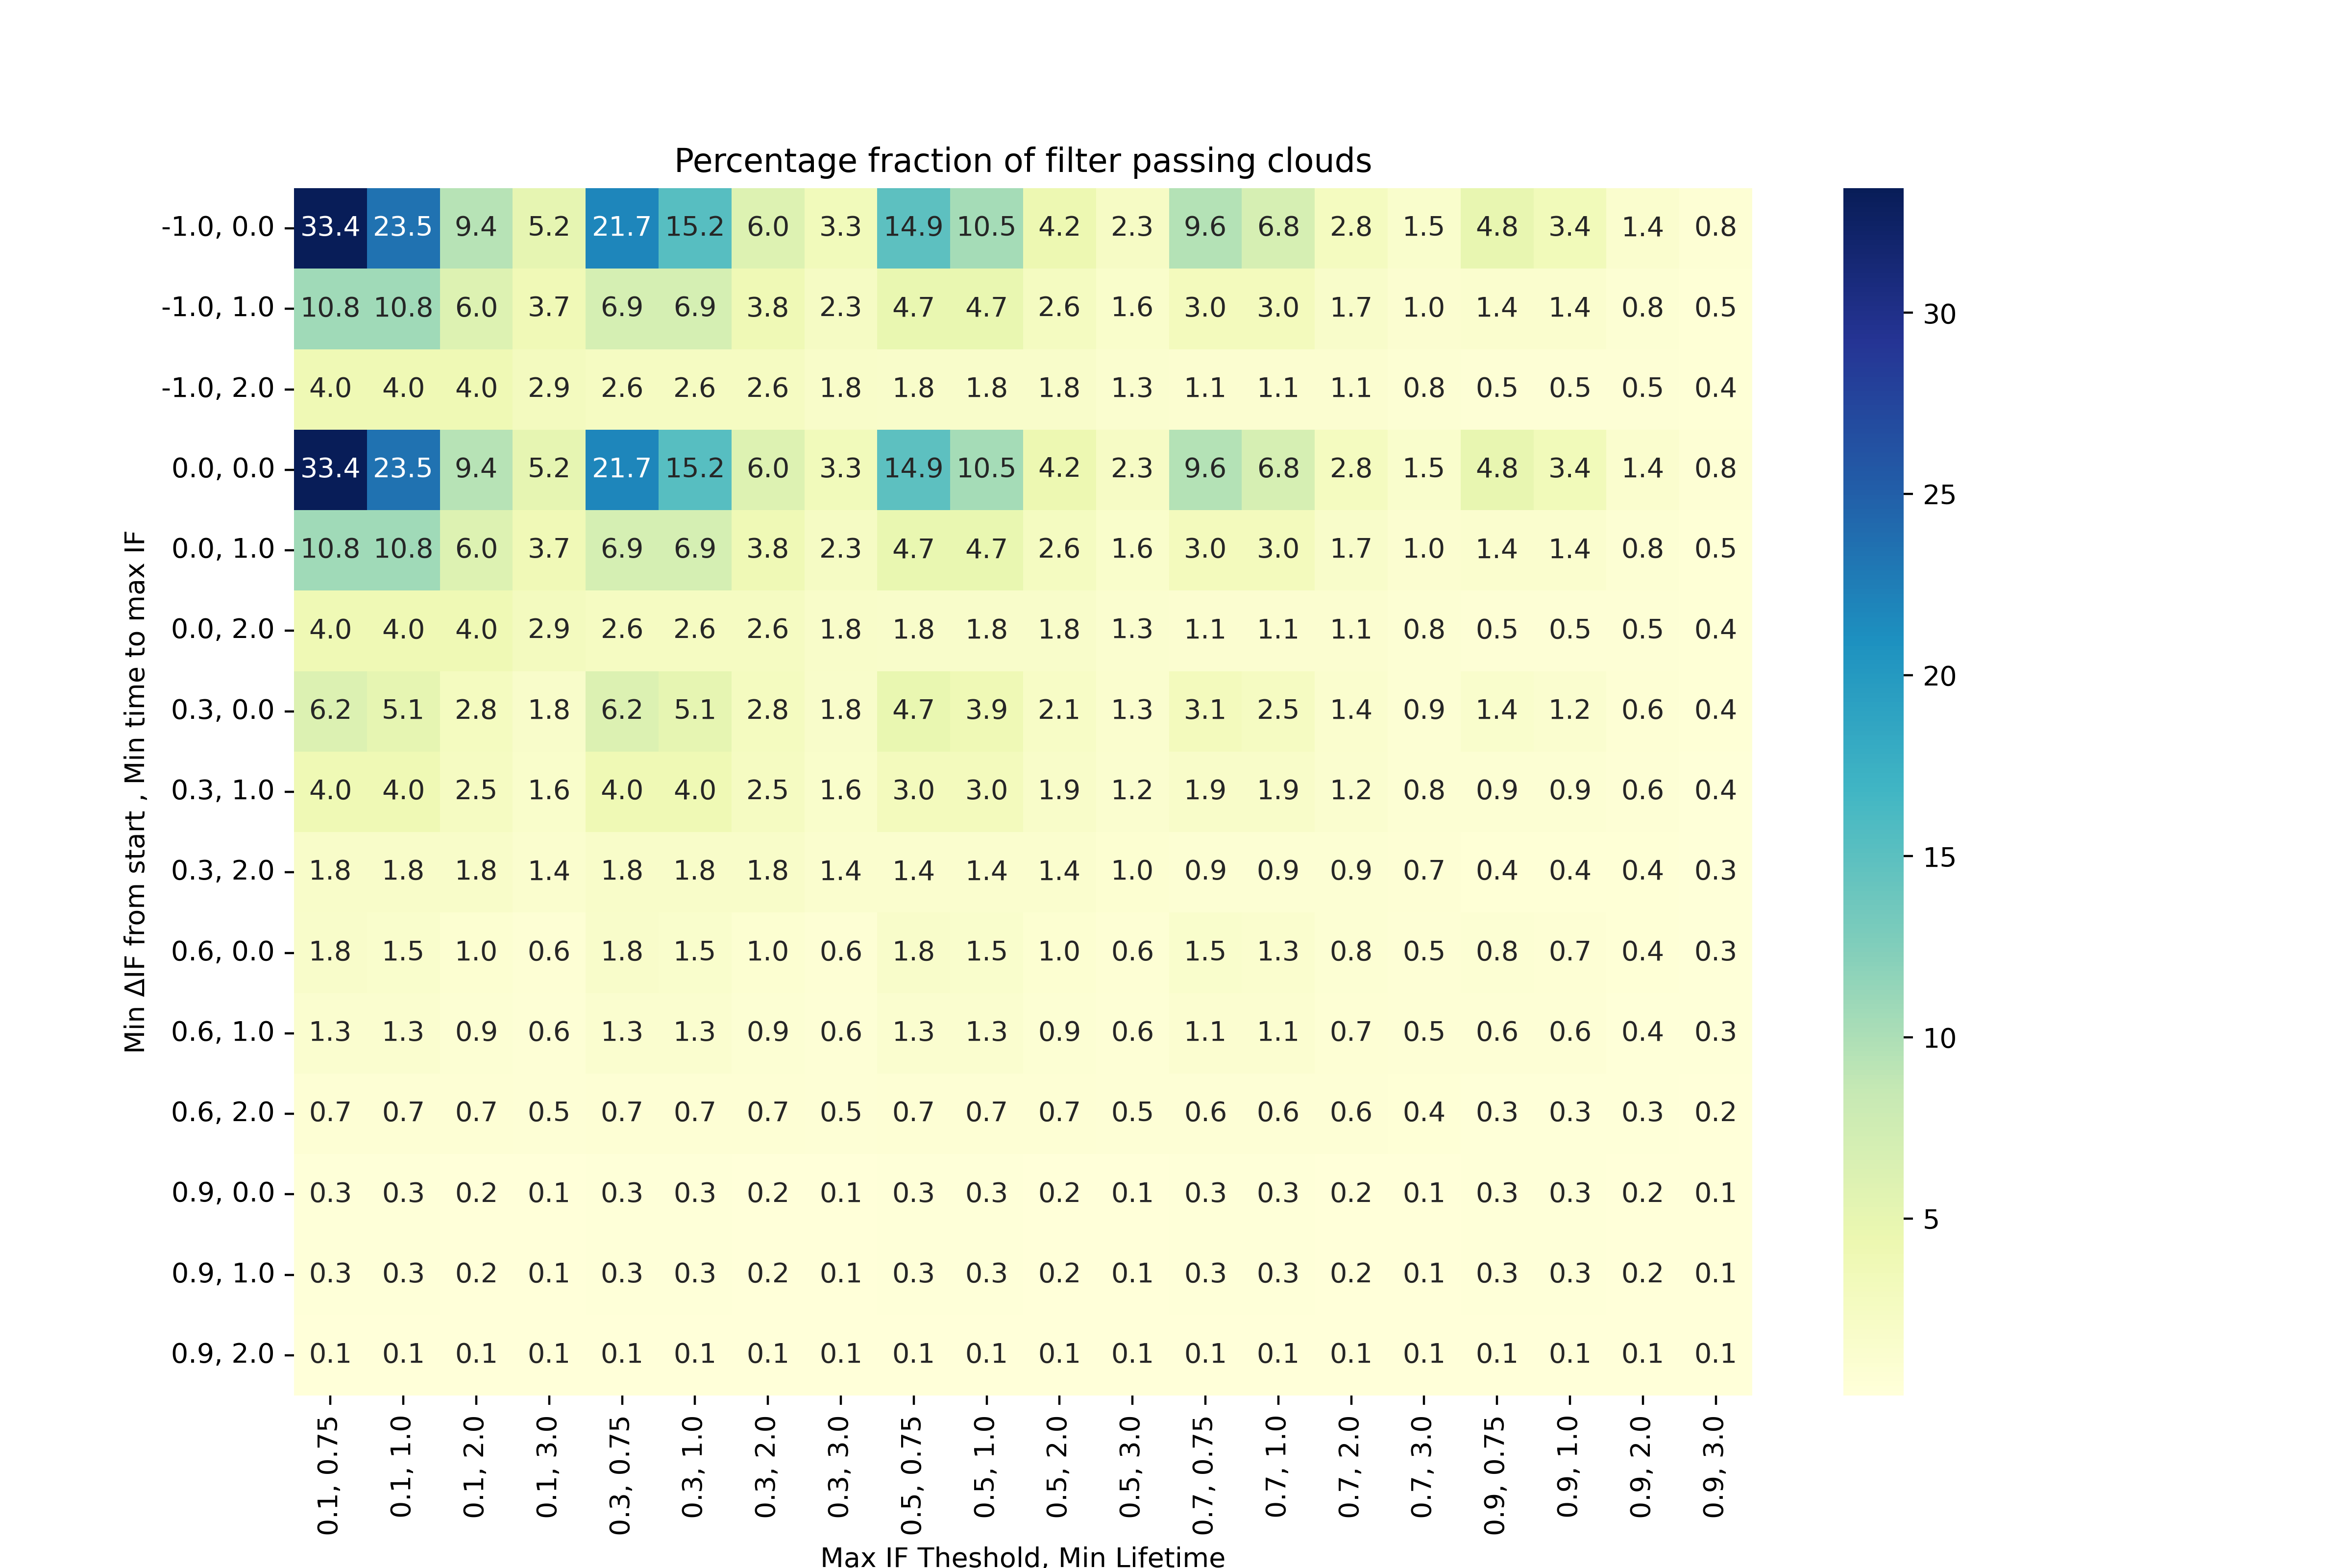 Percentage fraction of filter passing clouds
-1.0, 0.0 33.4 23.5 9.4 5.2 21.7 15.2 6.0 3.3 14.9 10.5 4.2 2.3 9.6 6.8 2.8 1.5 4.8 3.4 1.4 0.8
-1.0, 1.0 10.8 10.8 6.0 3.7 6.9 6.9 3.8 2.3 4.7 4.7 2.6 1.6 3.0 3.0 1.7 1.0 1.4 1.4 0.8 0.5
-1.0, 2.0 4.0 4.0 4.0 2.9 2.6 2.6 2.6 1.8 1.8 1.8 1.8 1.3 1.1 1.1 1.1 0.8 0.5 0.5 0.5 0.4
0.0, 0.0 33.4 23.5 9.4 5.2 21.7 15.2 6.0 3.3 14.9 10.5 4.2 2.3 9.6 6.8 2.8 1.5 4.8 3.4 1.4 0.8
0.0, 1.0 10.8 10.8 6.0 3.7 6.9 6.9 3.8 2.3 4.7 4.7 2.6 1.6 3.0 3.0 1.7 1.0 1.4 1.4 0.8 0.5
0.0, 2.0 4.0 4.0 4.0 2.9 2.6 2.6 2.6 1.8 1.8 1.8 1.8 1.3 1.1 1.1 1.1 0.8 0.5 0.5 0.5 0.4
0.3, 0.0 6.2 5.1 2.8 1.8 6.2 5.1 2.8 1.8 4.7 3.9 2.1 1.3 3.1 2.5 1.4 0.9 1.4 1.2 0.6 0.4
0.3, 1.0 4.0 4.0 2.5 1.6 4.0 4.0 2.5 1.6 3.0 3.0 1.9 1.2 1.9 1.9 1.2 0.8 0.9 0.9 0.6 0.4
0.3, 2.0 1.8 1.8 1.8 1.4 1.8 1.8 1.8 1.4 1.4 1.4 1.4 1.0 0.9 0.9 0.9 0.7 0.4 0.4 0.4 0.3
0.6, 0.0 1.8 1.5 1.0 0.6 1.8 1.5 1.0 0.6 1.8 1.5 1.0 0.6 1.5 1.3 0.8 0.5 0.8 0.7 0.4 0.3
0.6, 1.0 1.3 1.3 0.9 0.6 1.3 1.3 0.9 0.6 1.3 1.3 0.9 0.6 1.1 1.1 0.7 0.5 0.6 0.6 0.4 0.3
0.6, 2.0 0.7 0.7 0.7 0.5 0.7 0.7 0.7 0.5 0.7 0.7 0.7 0.5 0.6 0.6 0.6 0.4 0.3 0.3 0.3 0.2
0.9, 0.0 0.3 0.3 0.2 0.1 0.3 0.3 0.2 0.1 0.3 0.3 0.2 0.1 0.3 0.3 0.2 0.1 0.3 0.3 0.2 0.1
0.9, 1.0 0.3 0.3 0.2 0.1 0.3 0.3 0.2 0.1 0.3 0.3 0.2 0.1 0.3 0.3 0.2 0.1 0.3 0.3 0.2 0.1
0.9, 2.0 0.1 0.1 0.1 0.1 0.1 0.1 0.1 0.1 0.1 0.1 0.1 0.1 0.1 0.1 0.1 0.1 0.1 0.1 0.1 0.1
Min ΔIF from start , Min time to max IF
0.1, 0.75
0.1, 1.0
0.1, 2.0
0.1, 3.0
0.3, 0.75
0.3, 1.0
0.3, 2.0
0.3, 3.0
0.5, 0.75
0.5, 1.0
0.5, 2.0
0.5, 3.0
0.7, 0.75
0.7, 1.0
0.7, 2.0
0.7, 3.0
0.9, 0.75
0.9, 1.0
0.9, 2.0
0.9, 3.0
Max IF Theshold, Min Lifetime
30
25
20
15
10
5